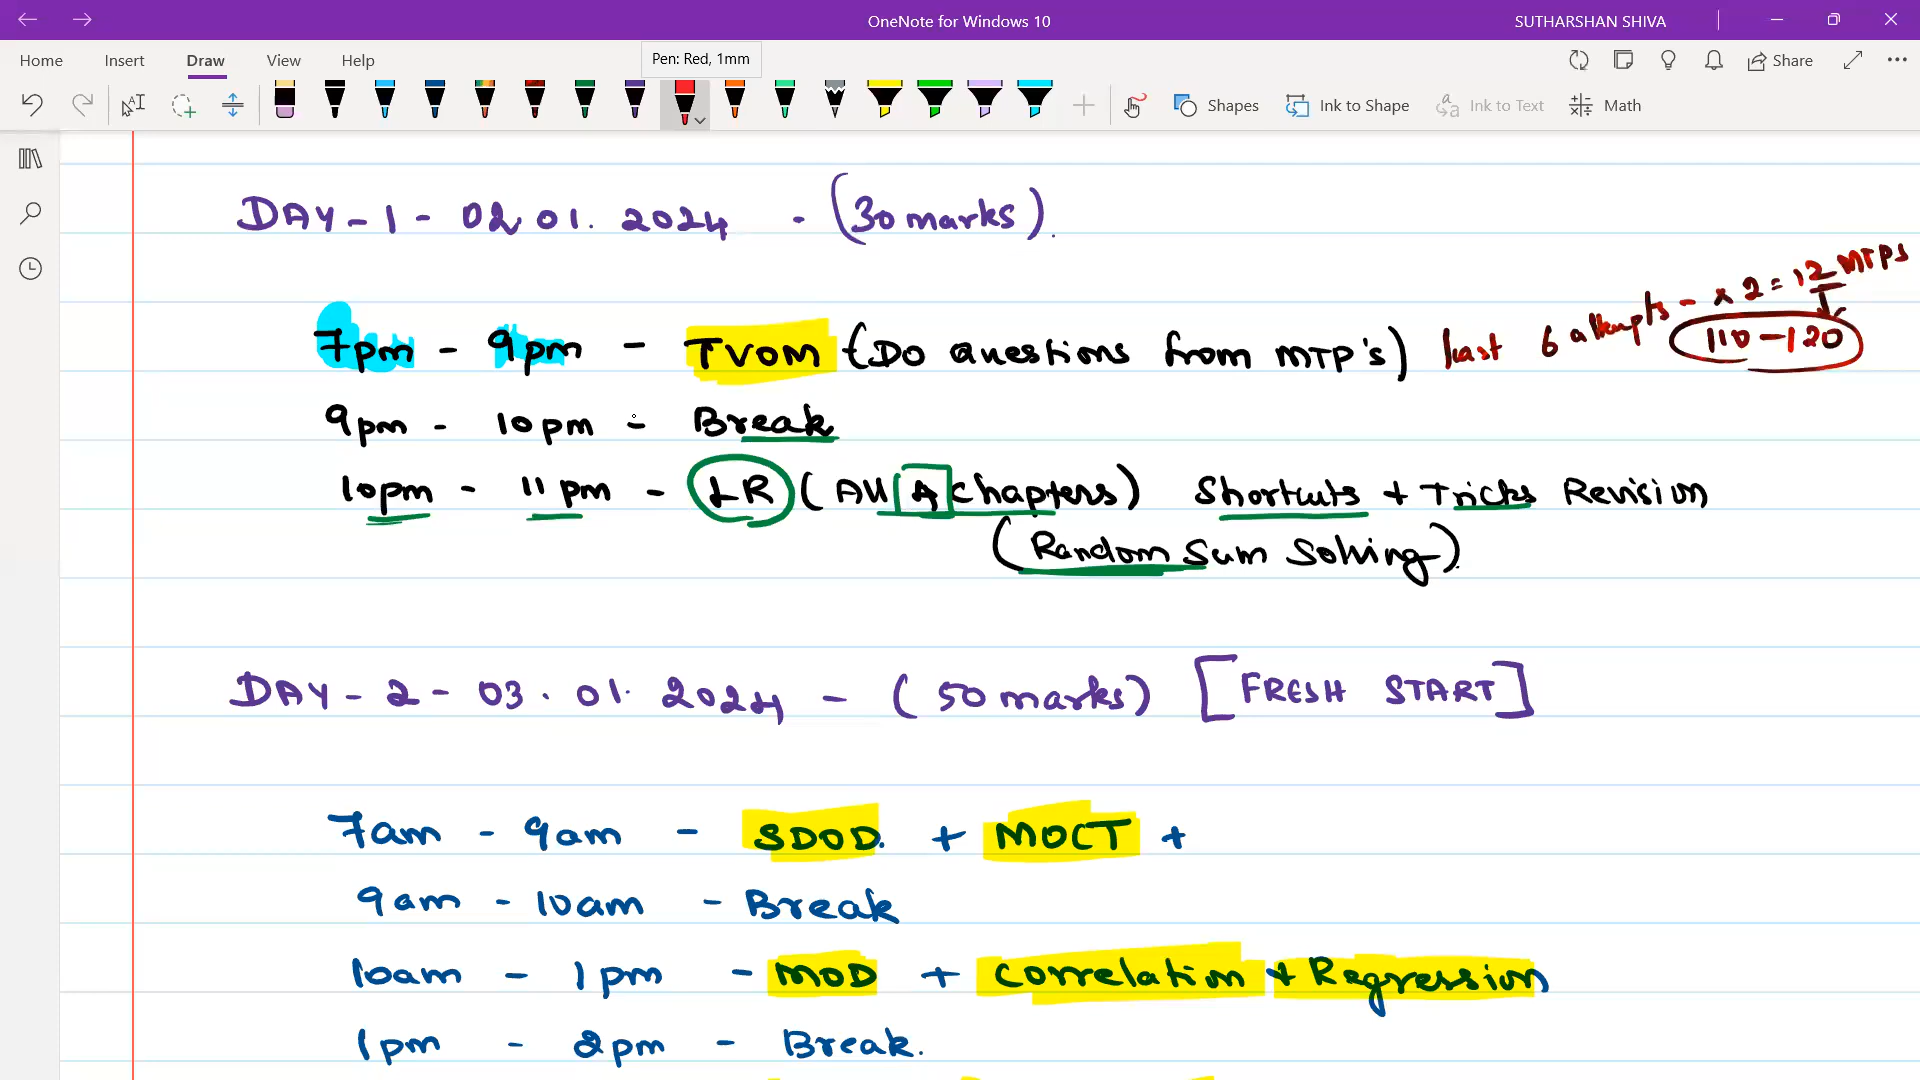 OneNote for Windows 10
SUTHARSHAN SHIVA
Home Insert Draw View Help
Pen: Red, 1mm
Share
Shapes Ink to Shape Ink to Text Math
DAY - 1 - 02 01. 2024 - (30 marks).
7pm - 9pm - TVOM (Do questions from MTP's) Last 6 attempts - x 2 = 12 MTPs
110 - 120
9pm - 10pm - Break
10pm - 11pm - LR (All 4 chapters) Shortcuts + Tricks Revision
(Random Sum Solving).
DAY - 2 - 03. 01. 2024 - (50 marks) [FRESH START]
7am - 9am - SDOD. + MOCT +
9am - 10am - Break
10am - 1pm - MOD + Correlation + Regression
1pm - 2pm - Break.